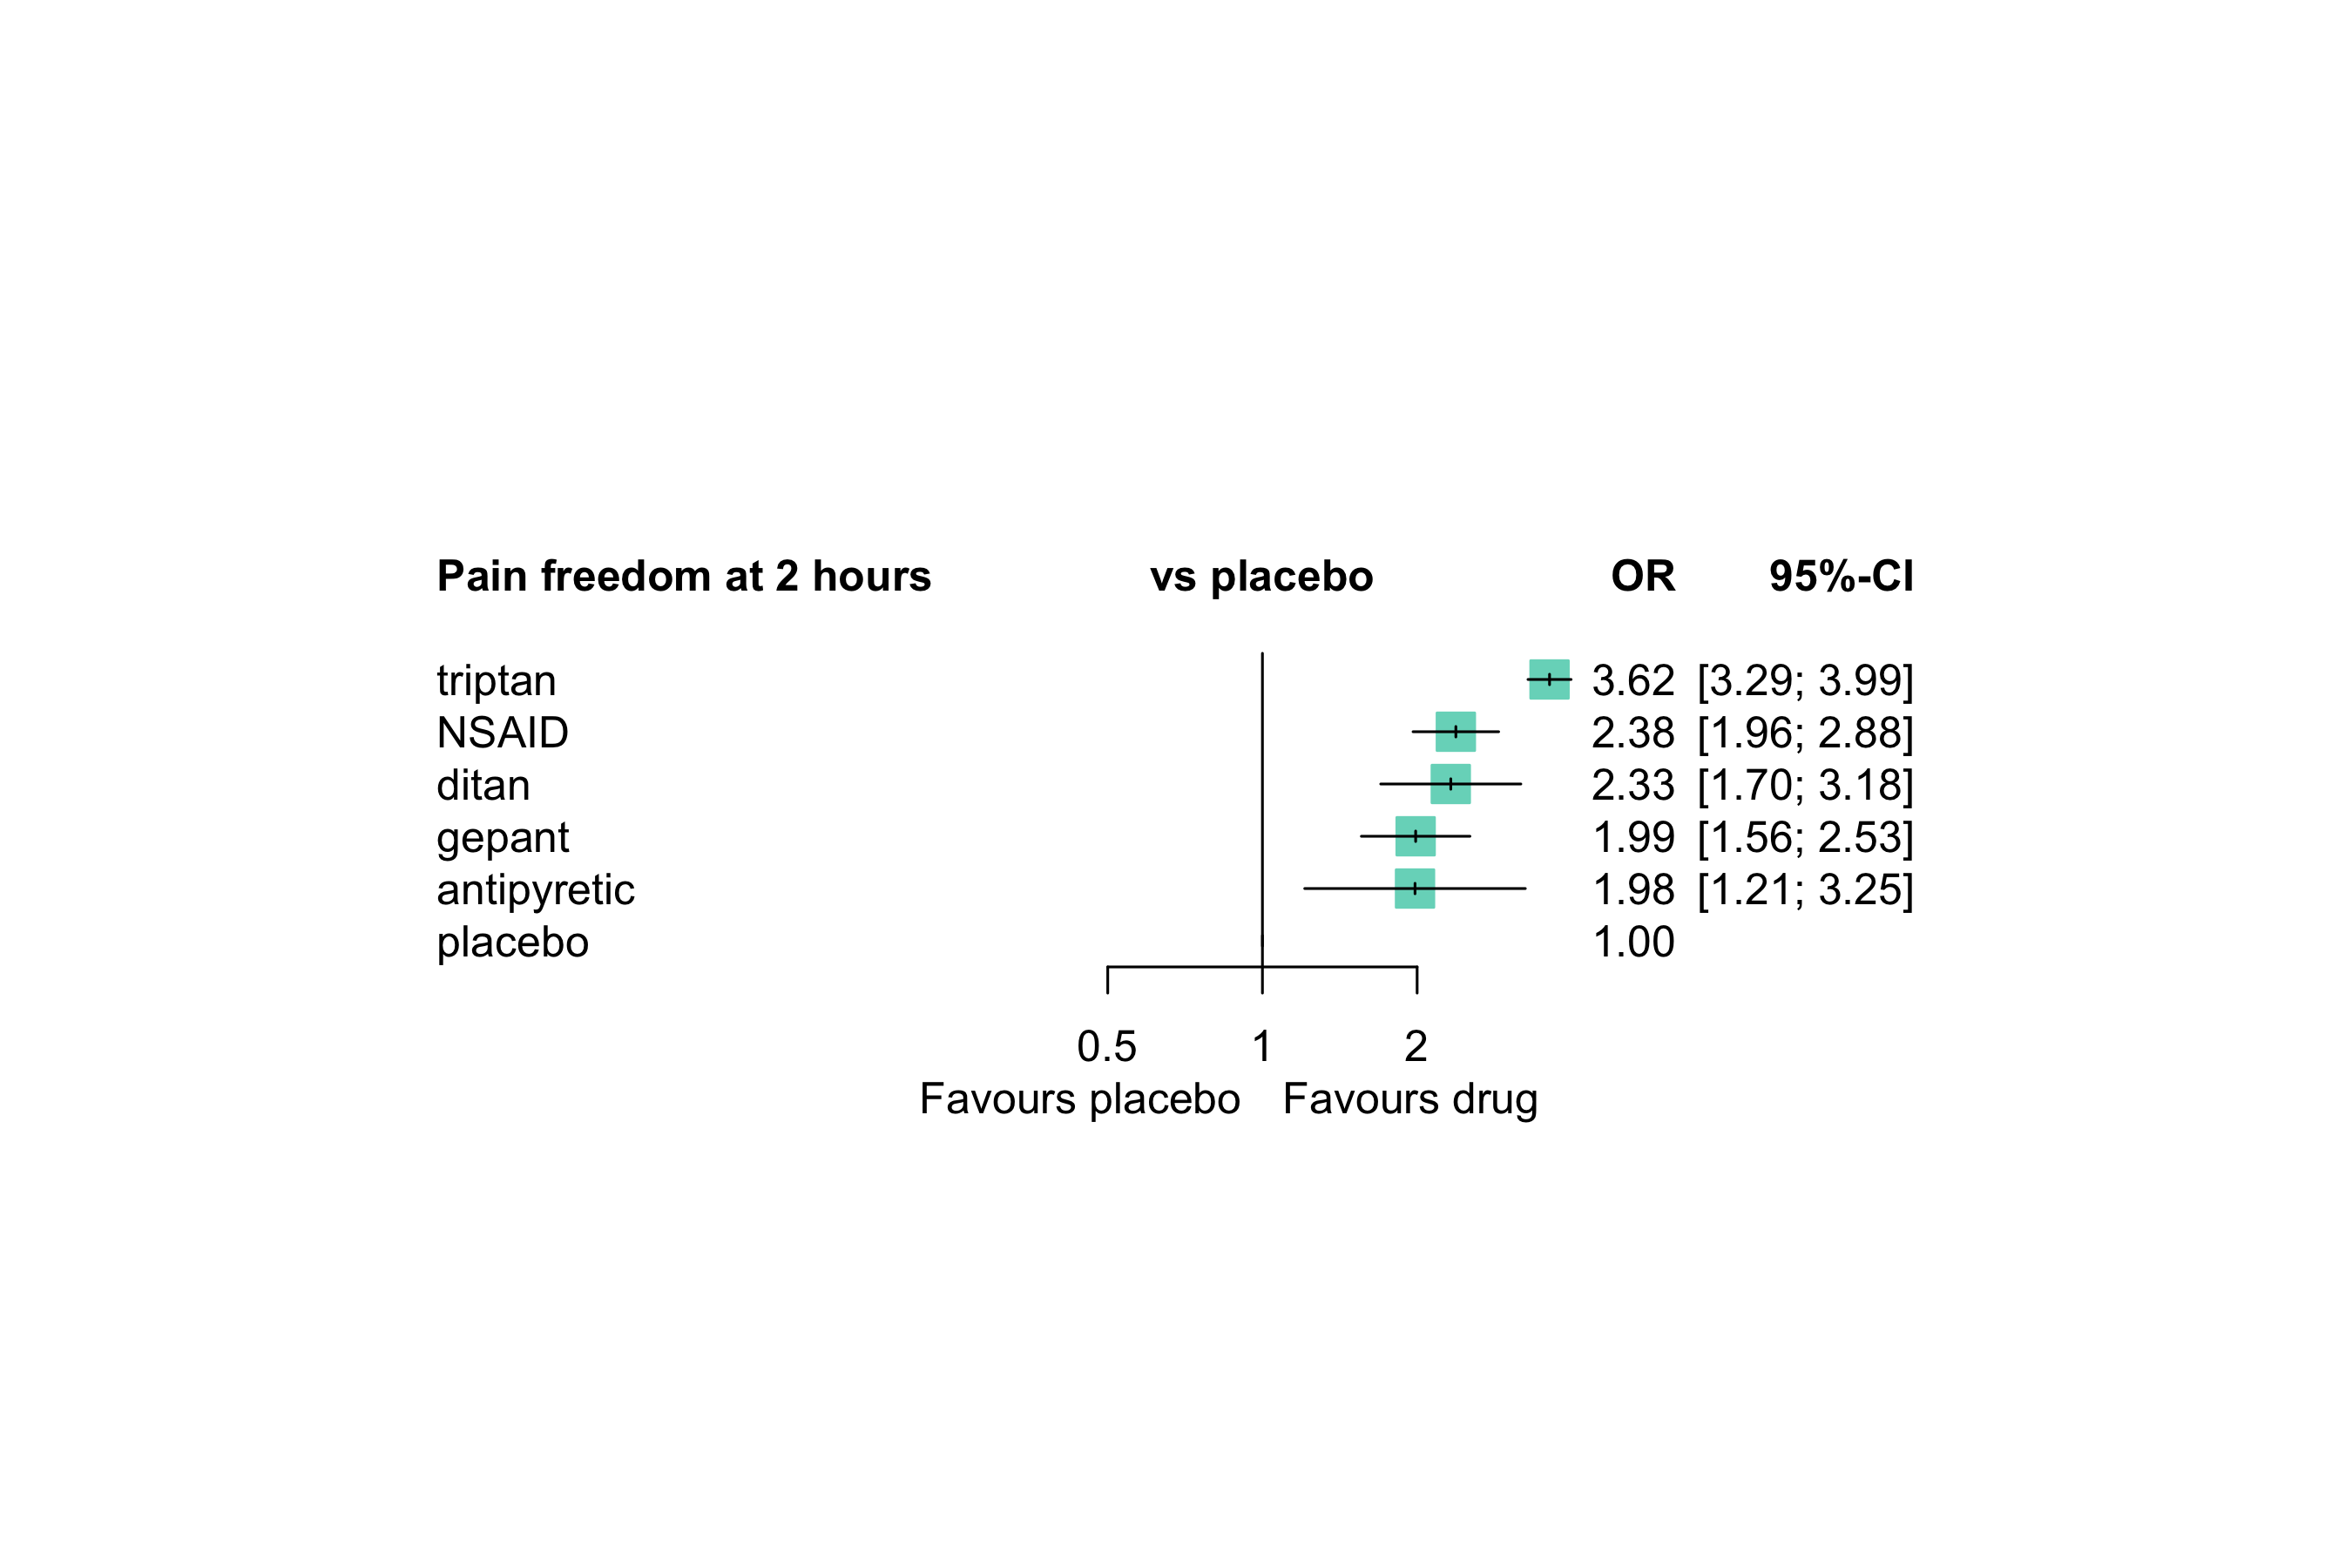 Pain freedom at 2 hours vs placebo OR 95%-CI
triptan 3.62 [3.29; 3.99]
NSAID 2.38 [1.96; 2.88]
ditan 2.33 [1.70; 3.18]
gepant 1.99 [1.56; 2.53]
antipyretic 1.98 [1.21; 3.25]
placebo 1.00
0.5 1 2
Favours placebo Favours drug